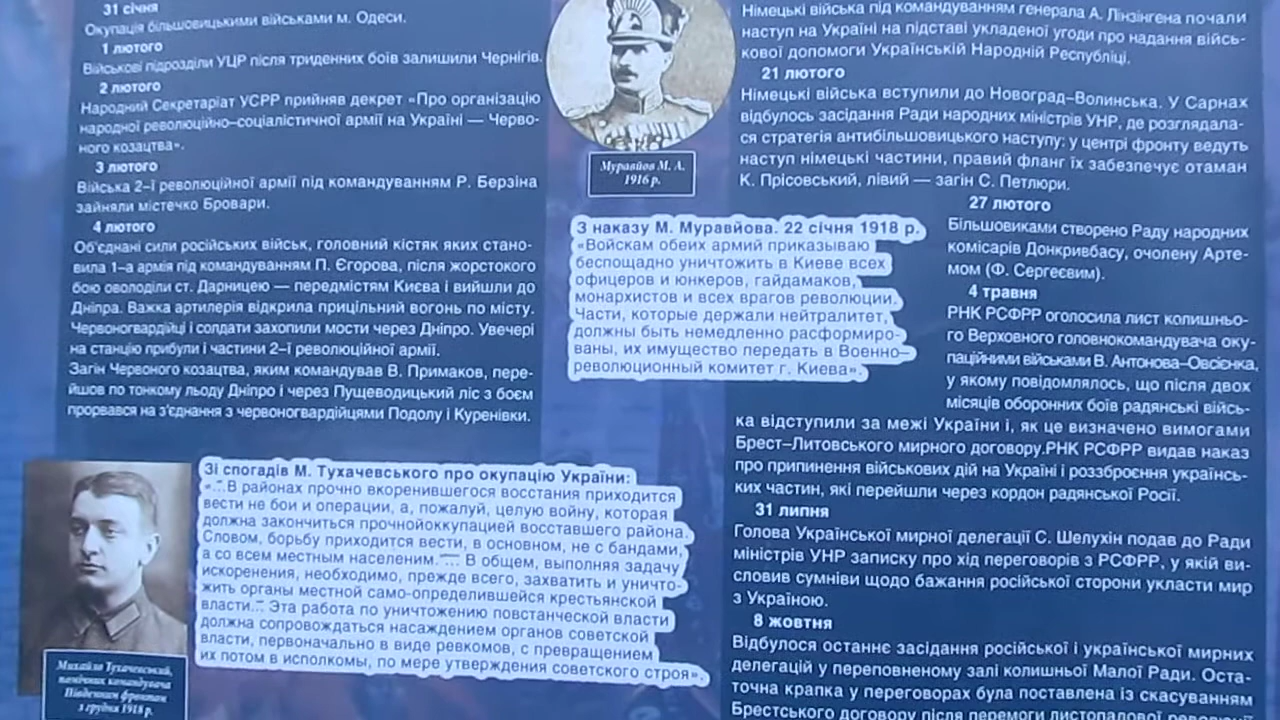 31 січня
Окупація більшовицькими військами м. Одеси.
1 лютого
Військові підрозділи УЦР після триденних боїв залишили Чернігів.
2 лютого
Народний Секретаріат УСРР прийняв декрет «Про організацію
народної революційно–соціалістичної армії на Україні — Черво-
ного козацтва».
3 лютого
Війська 2–ї революційної армії під командуванням Р. Берзіна
зайняли містечко Бровари.
4 лютого
Об'єднані сили російських військ, головний кістяк яких стано-
вила 1–а армія під командуванням П. Єгорова, після жорстокого
бою оволоділи ст. Дарницею — передмістям Києва і вийшли до
Дніпра. Важка артилерія відкрила прицільний вогонь по місту.
Червоногвардійці і солдати захопили мости через Дніпро. Увечері
на станцію прибули і частини 2–ї революційної армії.
Загін Червоного козацтва, яким командував В. Примаков, пере-
йшов по тонкому льоду Дніпро і через Пущеводицький ліс з боєм
прорвався на з'єднання з червоногвардійцями Подолу і Куренівки.
Муравйов М. А.
1916 р.
З наказу М. Муравйова. 22 січня 1918 р.
«Войскам обеих армий приказываю
беспощадно уничтожить в Киеве всех
офицеров и юнкеров, гайдамаков,
монархистов и всех врагов революции.
Части, которые держали нейтралитет,
должны быть немедленно расформиро-
ваны, их имущество передать в Военно–
революционный комитет г. Киева».
Зі спогадів М. Тухачевського про окупацію України:
«...В районах прочно вкоренившегося восстания приходится
вести не бои и операции, а, пожалуй, целую войну, которая
должна закончиться прочнойоккупацией восставшего района.
Словом, борьбу приходится вести, в основном, не с бандами,
а со всем местным населением. ... В общем, выполняя задачу
искоренения, необходимо, прежде всего, захватить и уничто-
жить органы местной само-определившейся крестьянской
власти... Эта работа по уничтожению повстанческой власти
должна сопровождаться насаждением органов советской
власти, первоначально в виде ревкомов, с превращением
их потом в исполкомы, по мере утверждения советского строя».
Михайло Тухачевський,
помічник командувача
Південним фронтом
з грудня 1918 р.
Німецькі війська під командуванням генерала А. Лінзінгена почали
наступ на Україні на підставі укладеної угоди про надання війсь-
кової допомоги Українській Народній Республіці.
21 лютого
Німецькі війська вступили до Новоград–Волинська. У Сарнах
відбулось засідання Ради народних міністрів УНР, де розглядала-
ся стратегія антибільшовицького наступу: у центрі фронту ведуть
наступ німецькі частини, правий фланг їх забезпечує отаман
К. Прісовський, лівий — загін С. Петлюри.
27 лютого
Більшовиками створено Раду народних
комісарів Донкривбасу, очолену Арте-
мом (Ф. Сергеєвим).
4 травня
РНК РСФРР оголосила лист колишньо-
го Верховного головнокомандувача оку-
паційними військами В. Антонова–Овсієнка,
у якому повідомлялось, що після двох
місяців оборонних боїв радянські війсь-
ка відступили за межі України і, як це визначено вимогами
Брест–Литовського мирного договору.РНК РСФРР видав наказ
про припинення військових дій на Україні і роззброєння українсь-
ких частин, які перейшли через кордон радянської Росії.
31 липня
Голова Української мирної делегації С. Шелухін подав до Ради
міністрів УНР записку про хід переговорів з РСФРР, у якій ви-
словив сумніви щодо бажання російської сторони укласти мир
з Україною.
8 жовтня
Відбулося останнє засідання російської і української мирних
делегацій у переповненому залі колишньої Малої Ради. Оста-
точна крапка у переговорах була поставлена із скасуванням
Брестського договору після перемоги листопадової